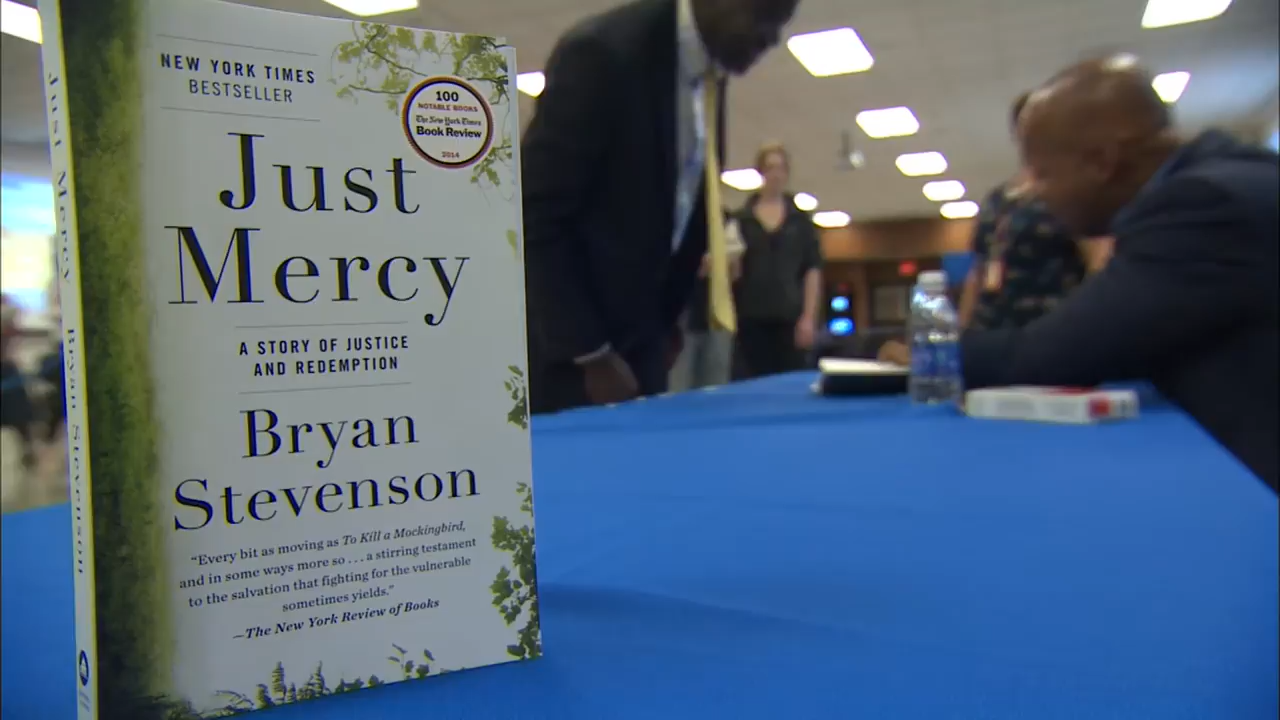 NEW YORK TIMES
BESTSELLER
100
NOTABLE BOOKS
The New York Times
Book Review
2014
Just
Mercy
A STORY OF JUSTICE
AND REDEMPTION
Bryan
Stevenson
“Every bit as moving as To Kill a Mockingbird,
and in some ways more so . . . a stirring testament
to the salvation that fighting for the vulnerable
sometimes yields.”
—The New York Review of Books
Just Mercy
Bryan Stevenson